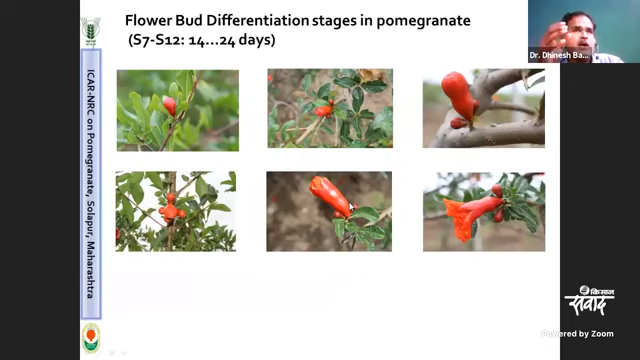 Flower Bud Differentiation stages in pomegranate
(S7-S12: 14...24 days)
Dr. Dhinesh Ba...
ICAR-NRC on Pomegranate, Solapur, Maharashtra
किसान
संवाद
Powered by Zoom